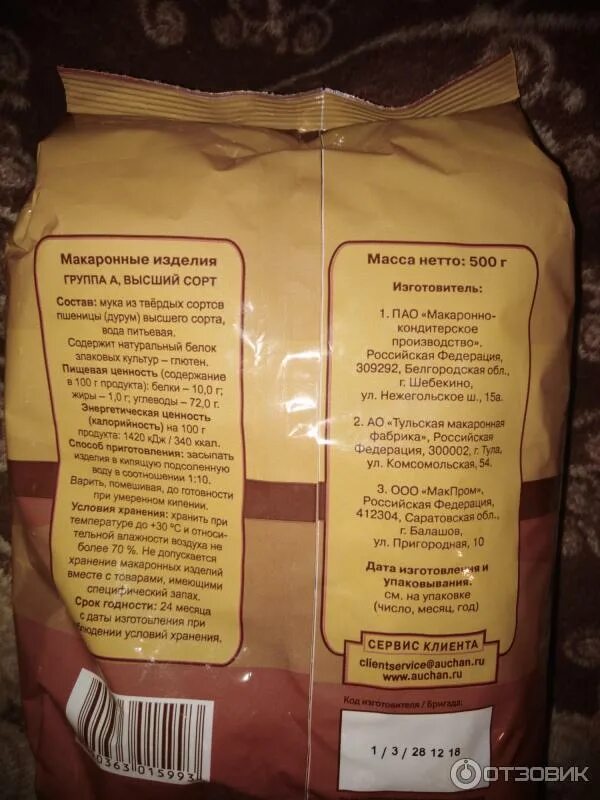 Макаронные изделия
ГРУППА А, ВЫСШИЙ СОРТ
Состав: мука из твёрдых сортов
пшеницы (дурум) высшего сорта,
вода питьевая.
Содержит натуральный белок
злаковых культур – глютен.
Пищевая ценность (содержание
в 100 г продукта): белки – 10,0 г;
жиры – 1,0 г; углеводы – 72,0 г.
Энергетическая ценность
(калорийность) на 100 г
продукта: 1420 кДж / 340 ккал.
Способ приготовления: засыпать
изделия в кипящую подсоленную
воду в соотношении 1:10.
Варить, помешивая, до готовности
при умеренном кипении.
Условия хранения: хранить при
температуре до +30 °С и относи-
тельной влажности воздуха не
более 70 %. Не допускается
хранение макаронных изделий
вместе с товарами, имеющими
специфический запах.
Срок годности: 24 месяца
с даты изготовления при
соблюдении условий хранения.
0363 015993
Масса нетто: 500 г
Изготовитель:
1. ПАО «Макаронно-
кондитерское
производство».
Российская Федерация,
309292, Белгородская обл.,
г. Шебекино,
ул. Нежегольское ш., 15а.
2. АО «Тульская макаронная
фабрика», Российская
Федерация, 300002, г. Тула,
ул. Комсомольская, 54.
3. ООО «МакПром»,
Российская Федерация,
412304, Саратовская обл.,
г. Балашов,
ул. Пригородная, 10
Дата изготовления и
упаковывания:
см. на упаковке
(число, месяц, год)
СЕРВИС КЛИЕНТА
clientservice@auchan.ru
www.auchan.ru
Код изготовителя / Бригада:
1 / 3 / 28 12 18
ОТЗОВИК